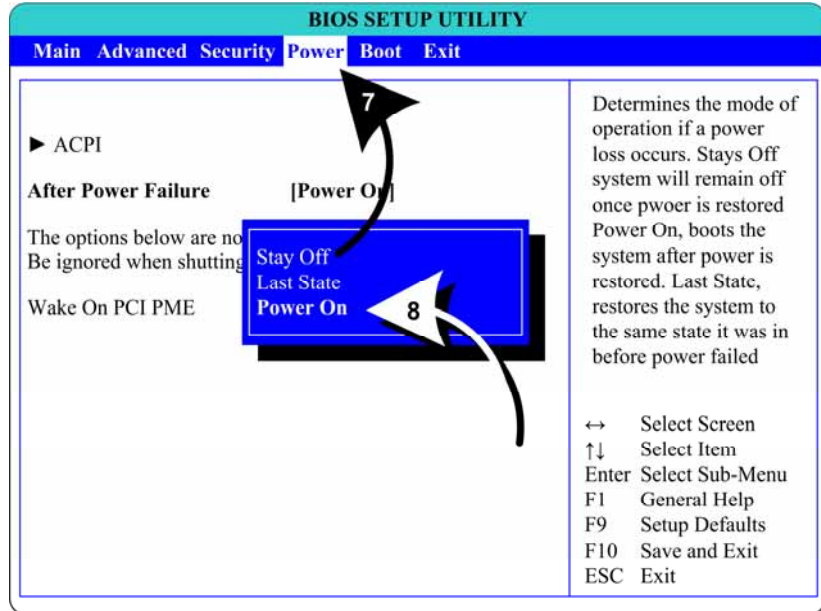 BIOS SETUP UTILITY
Main Advanced Security Power Boot Exit
7
► ACPI
After Power Failure [Power On]
The options below are no
Be ignored when shutting
Wake On PCI PME
Stay Off
Last State
Power On
8
Determines the mode of
operation if a power
loss occurs. Stays Off
system will remain off
once pwoer is restored
Power On, boots the
system after power is
restored. Last State,
restores the system to
the same state it was in
before power failed
↔ Select Screen
↑↓ Select Item
Enter Select Sub-Menu
F1 General Help
F9 Setup Defaults
F10 Save and Exit
ESC Exit